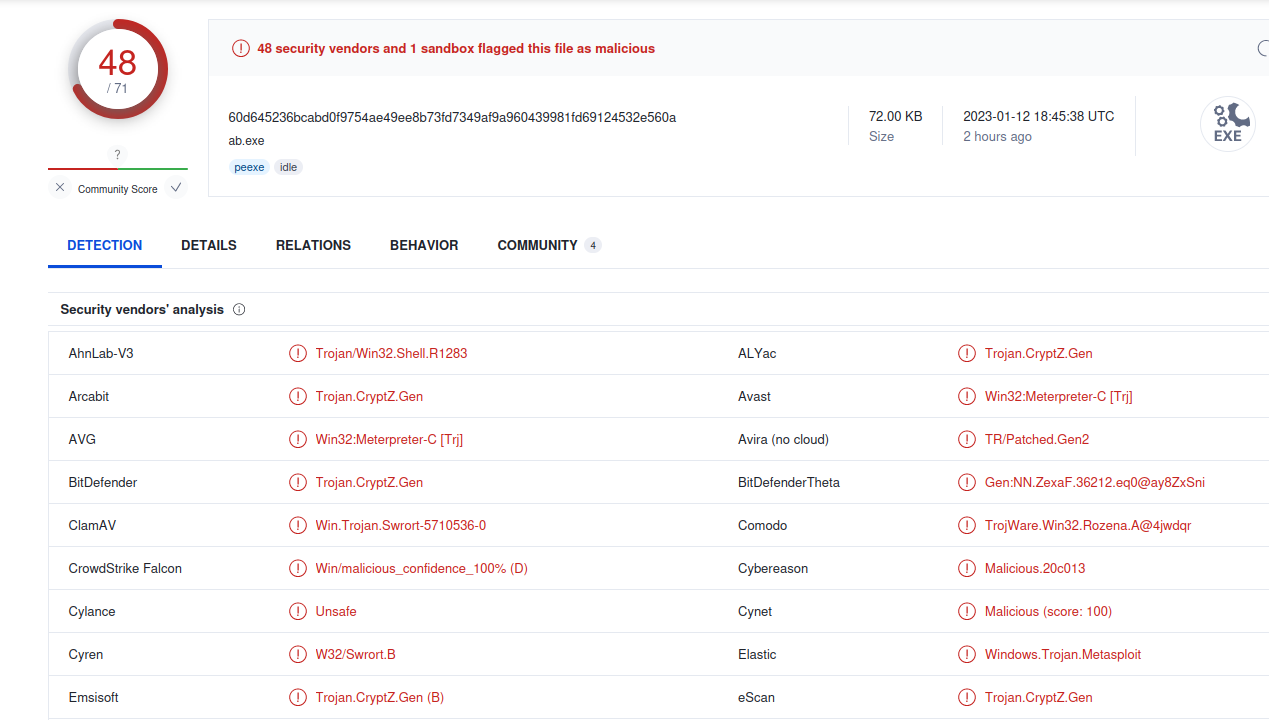 48
/ 71
?
Community Score
48 security vendors and 1 sandbox flagged this file as malicious
60d645236bcabd0f9754ae49ee8b73fd7349af9a960439981fd69124532e560a
ab.exe
peexe idle
72.00 KB
Size
2023-01-12 18:45:38 UTC
2 hours ago
EXE
DETECTION DETAILS RELATIONS BEHAVIOR COMMUNITY 4
Security vendors' analysis
AhnLab-V3 Trojan/Win32.Shell.R1283 ALYac Trojan.CryptZ.Gen
Arcabit Trojan.CryptZ.Gen Avast Win32:Meterpreter-C [Trj]
AVG Win32:Meterpreter-C [Trj] Avira (no cloud) TR/Patched.Gen2
BitDefender Trojan.CryptZ.Gen BitDefenderTheta Gen:NN.ZexaF.36212.eq0@ay8ZxSni
ClamAV Win.Trojan.Swrort-5710536-0 Comodo TrojWare.Win32.Rozena.A@4jwdqr
CrowdStrike Falcon Win/malicious_confidence_100% (D) Cybereason Malicious.20c013
Cylance Unsafe Cynet Malicious (score: 100)
Cyren W32/Swrort.B Elastic Windows.Trojan.Metasploit
Emsisoft Trojan.CryptZ.Gen (B) eScan Trojan.CryptZ.Gen